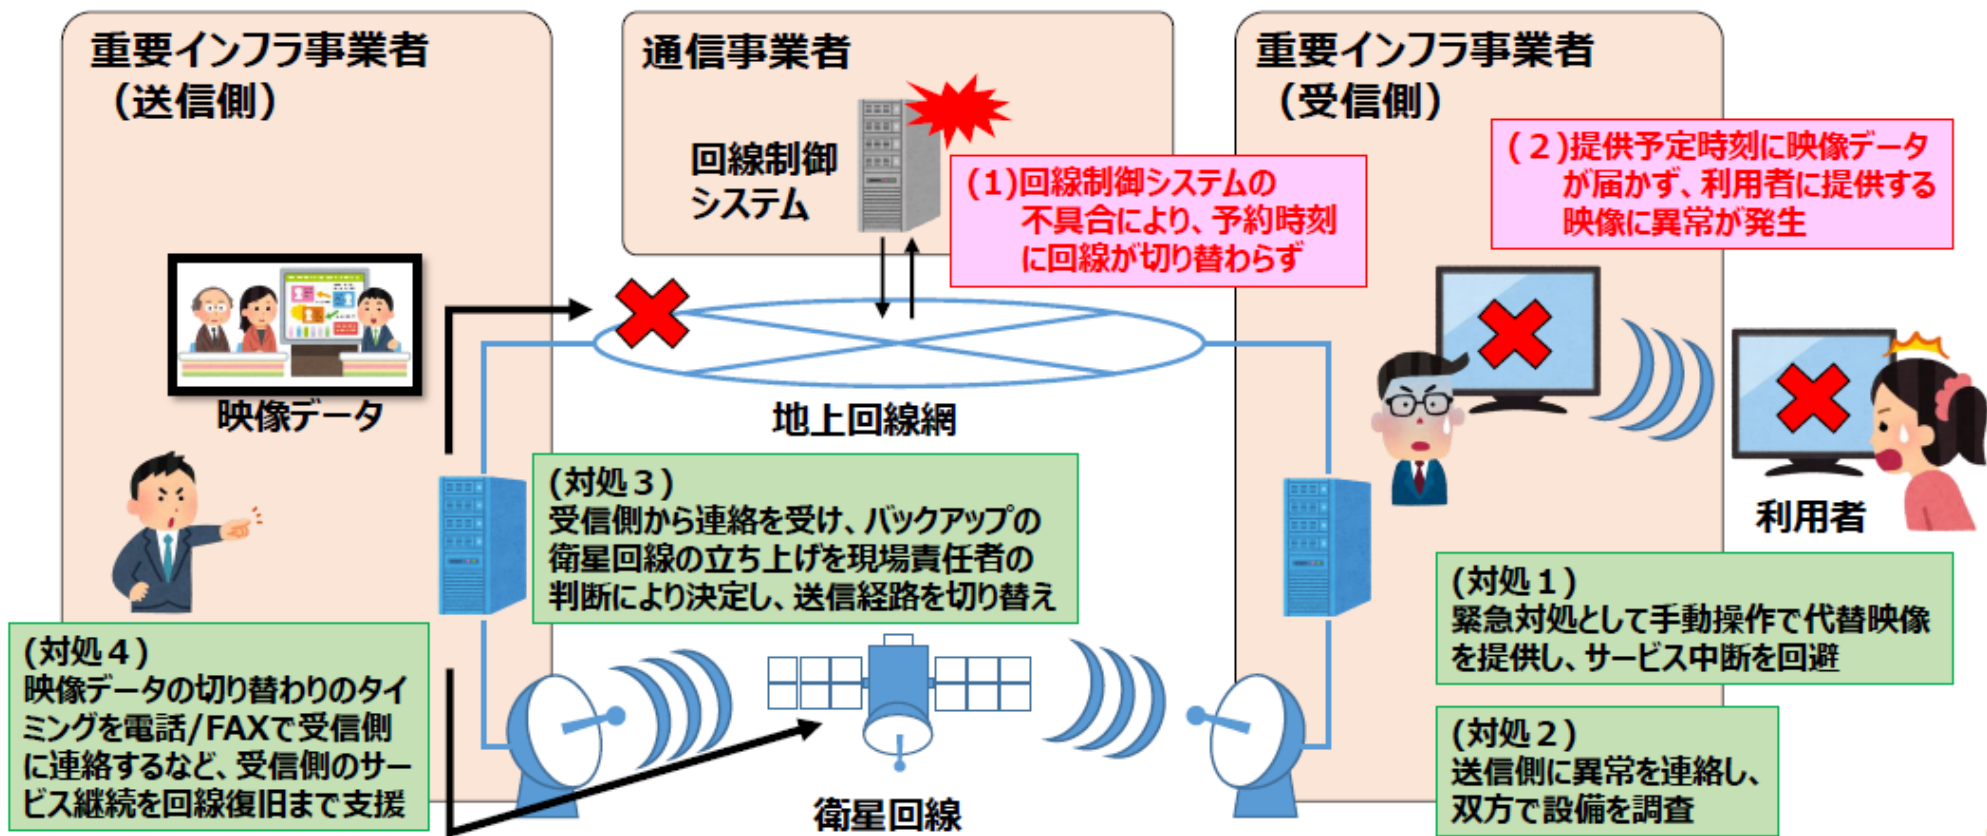 重要インフラ事業者
（送信側）
通信事業者
回線制御
システム
重要インフラ事業者
（受信側）
(1)回線制御システムの
不具合により、予約時刻
に回線が切り替わらず
(２)提供予定時刻に映像データ
が届かず、利用者に提供する
映像に異常が発生
映像データ
地上回線網
利用者
(対処３)
受信側から連絡を受け、バックアップの
衛星回線の立ち上げを現場責任者の
判断により決定し、送信経路を切り替え
(対処１)
緊急対処として手動操作で代替映像
を提供し、サービス中断を回避
(対処４)
映像データの切り替わりのタイ
ミングを電話/FAXで受信側
に連絡するなど、受信側のサー
ビス継続を回線復旧まで支援
(対処２)
送信側に異常を連絡し、
双方で設備を調査
衛星回線